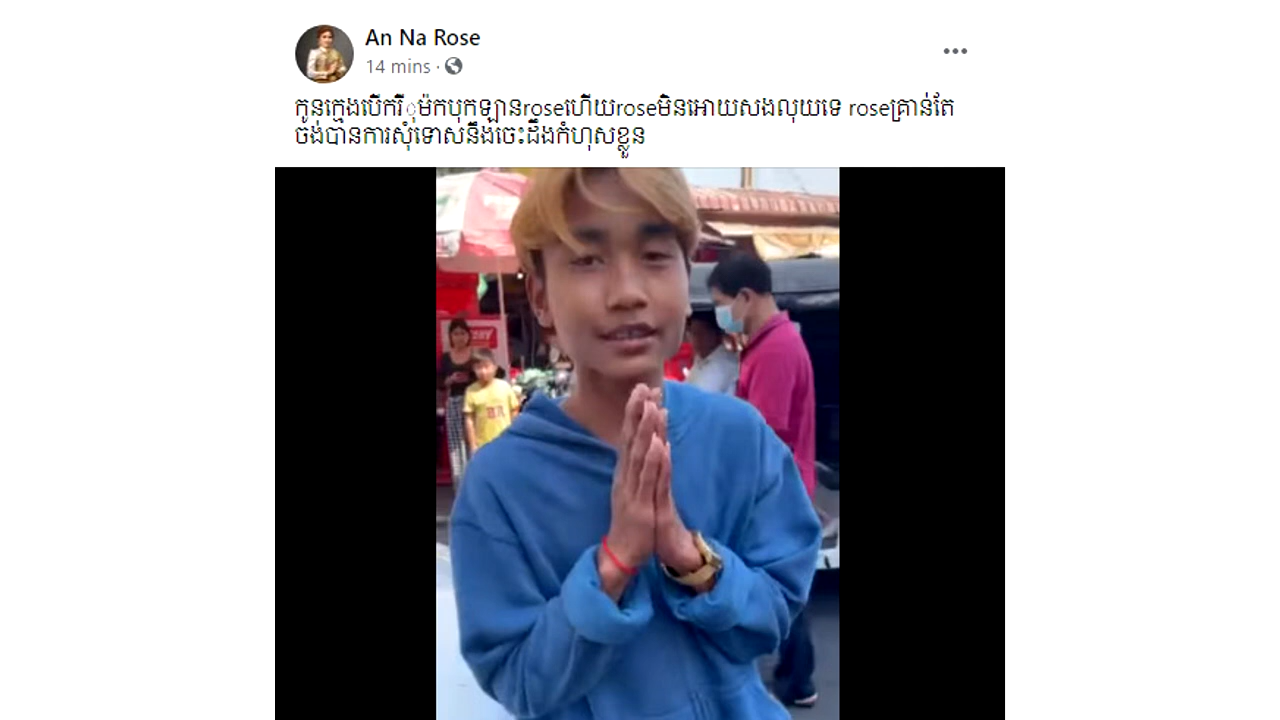 An Na Rose
14 mins ·
កូនក្មេងបើករឺុម៉កបុកឡានroseហើយroseមិនអោយសងលុយទេ roseគ្រាន់តែ
ចង់បានការសុំទោសនឹងចេះដឹងកំហុសខ្លួន